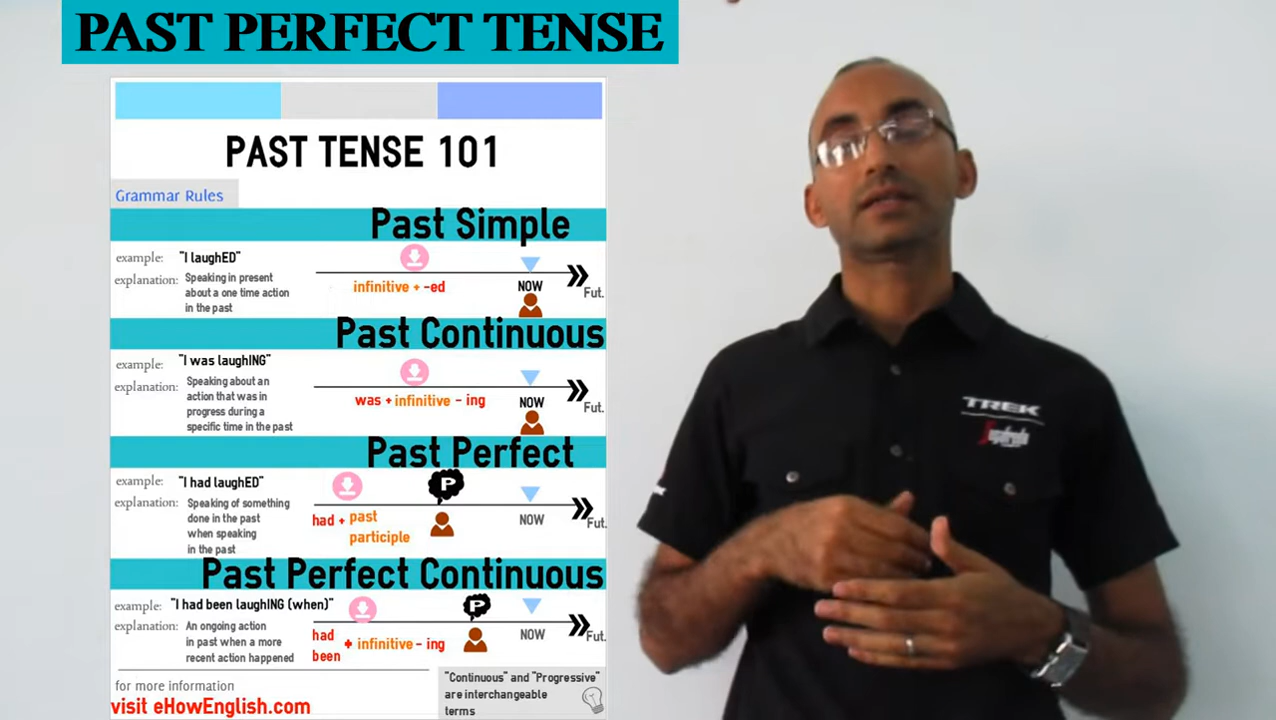 PAST PERFECT TENSE
PAST TENSE 101
Grammar Rules
Past Simple
example: "I laughED"
explanation: Speaking in present
about a one time action
in the past
infinitive + -ed
NOW
Fut.
Past Continuous
example: "I was laughING"
explanation: Speaking about an
action that was in
progress during a
specific time in the past
was + infinitive - ing
NOW
Fut.
Past Perfect
example: "I had laughED"
explanation: Speaking of something
done in the past
when speaking
in the past
P
had + past
participle
NOW
Fut.
Past Perfect Continuous
example: "I had been laughING (when)"
explanation: An ongoing action
in past when a more
recent action happened
P
had
been + infinitive - ing
NOW
Fut.
for more information
visit eHowEnglish.com
"Continuous" and "Progressive"
are interchangeable
terms
TREK